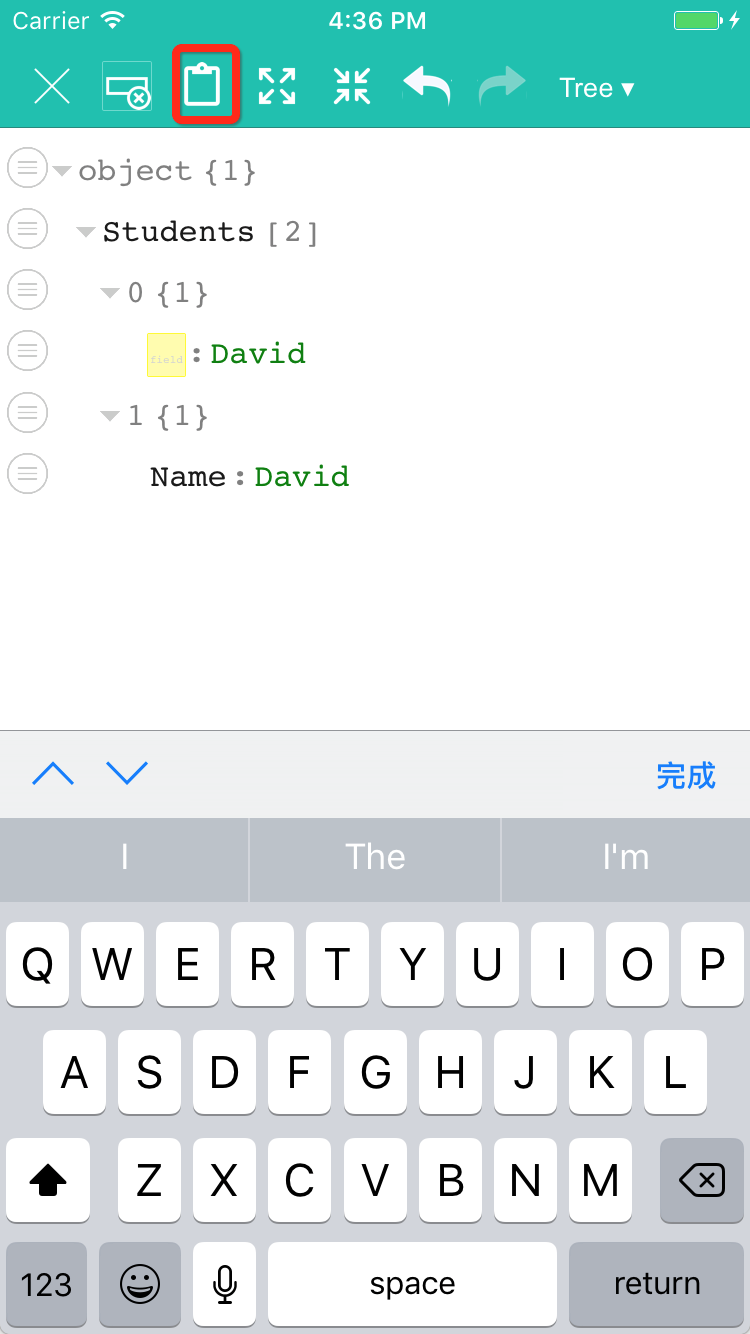 Carrier 4:36 PM
Tree ▾
object {1}
Students [2]
0 {1}
field : David
1 {1}
Name : David
完成
I The I'm
Q W E R T Y U I O P
A S D F G H J K L
Z X C V B N M
123 space return